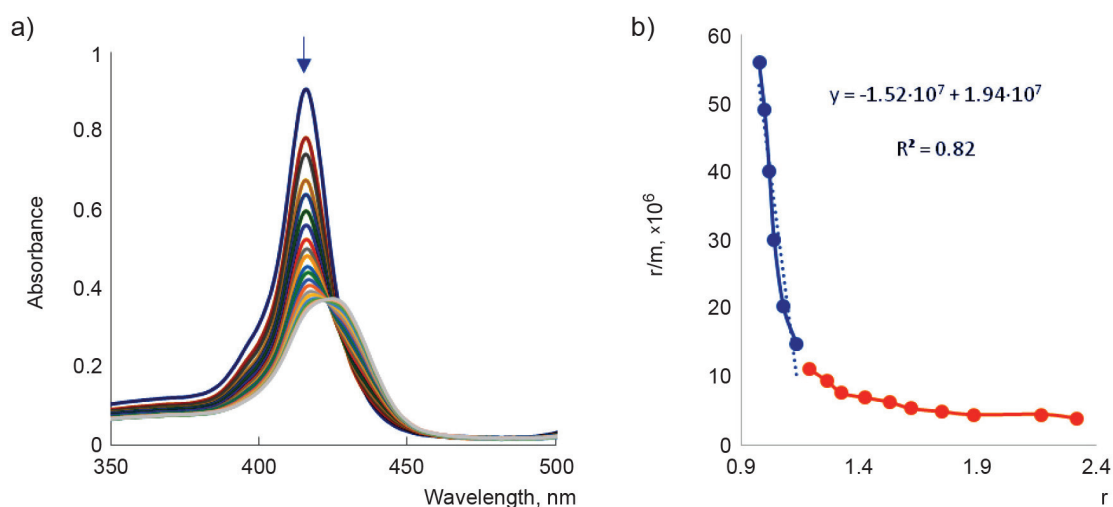 a)
1
0.8
0.6
0.4
0.2
0
350
400
450
500
Absorbance
Wavelength, nm
b)
60
50
40
30
20
10
0
0.9
1.4
1.9
2.4
r/m, x10⁶
r
y = -1.52·10⁷ + 1.94·10⁷
R² = 0.82